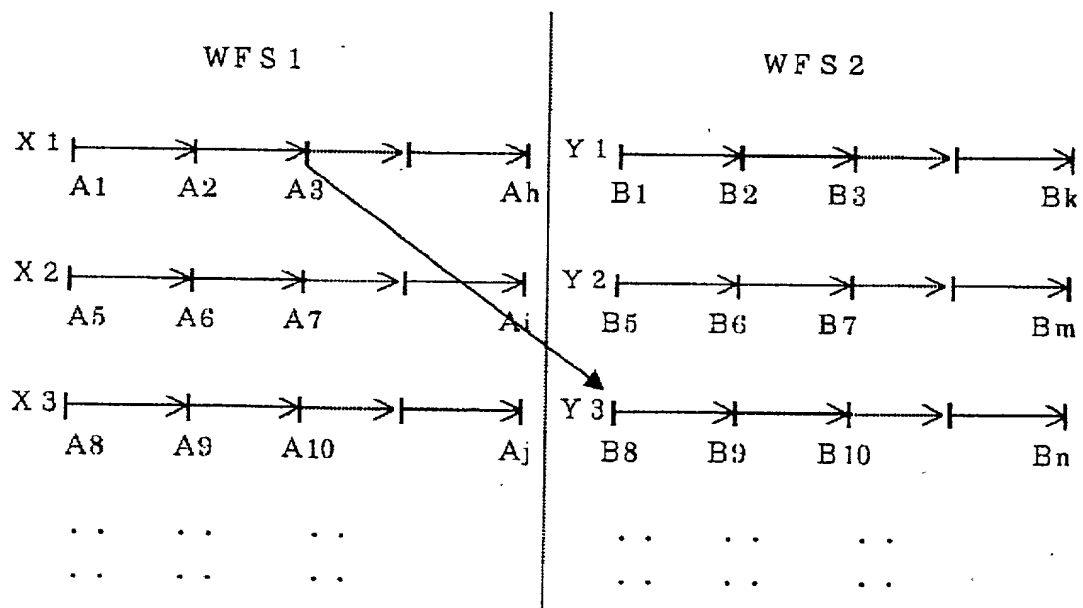 WFS1
WFS2
X1
A1 A2 A3 Ah
Y1
B1 B2 B3 Bk
X2
A5 A6 A7 Ai
Y2
B5 B6 B7 Bm
X3
A8 A9 A10 Aj
Y3
B8 B9 B10 Bn